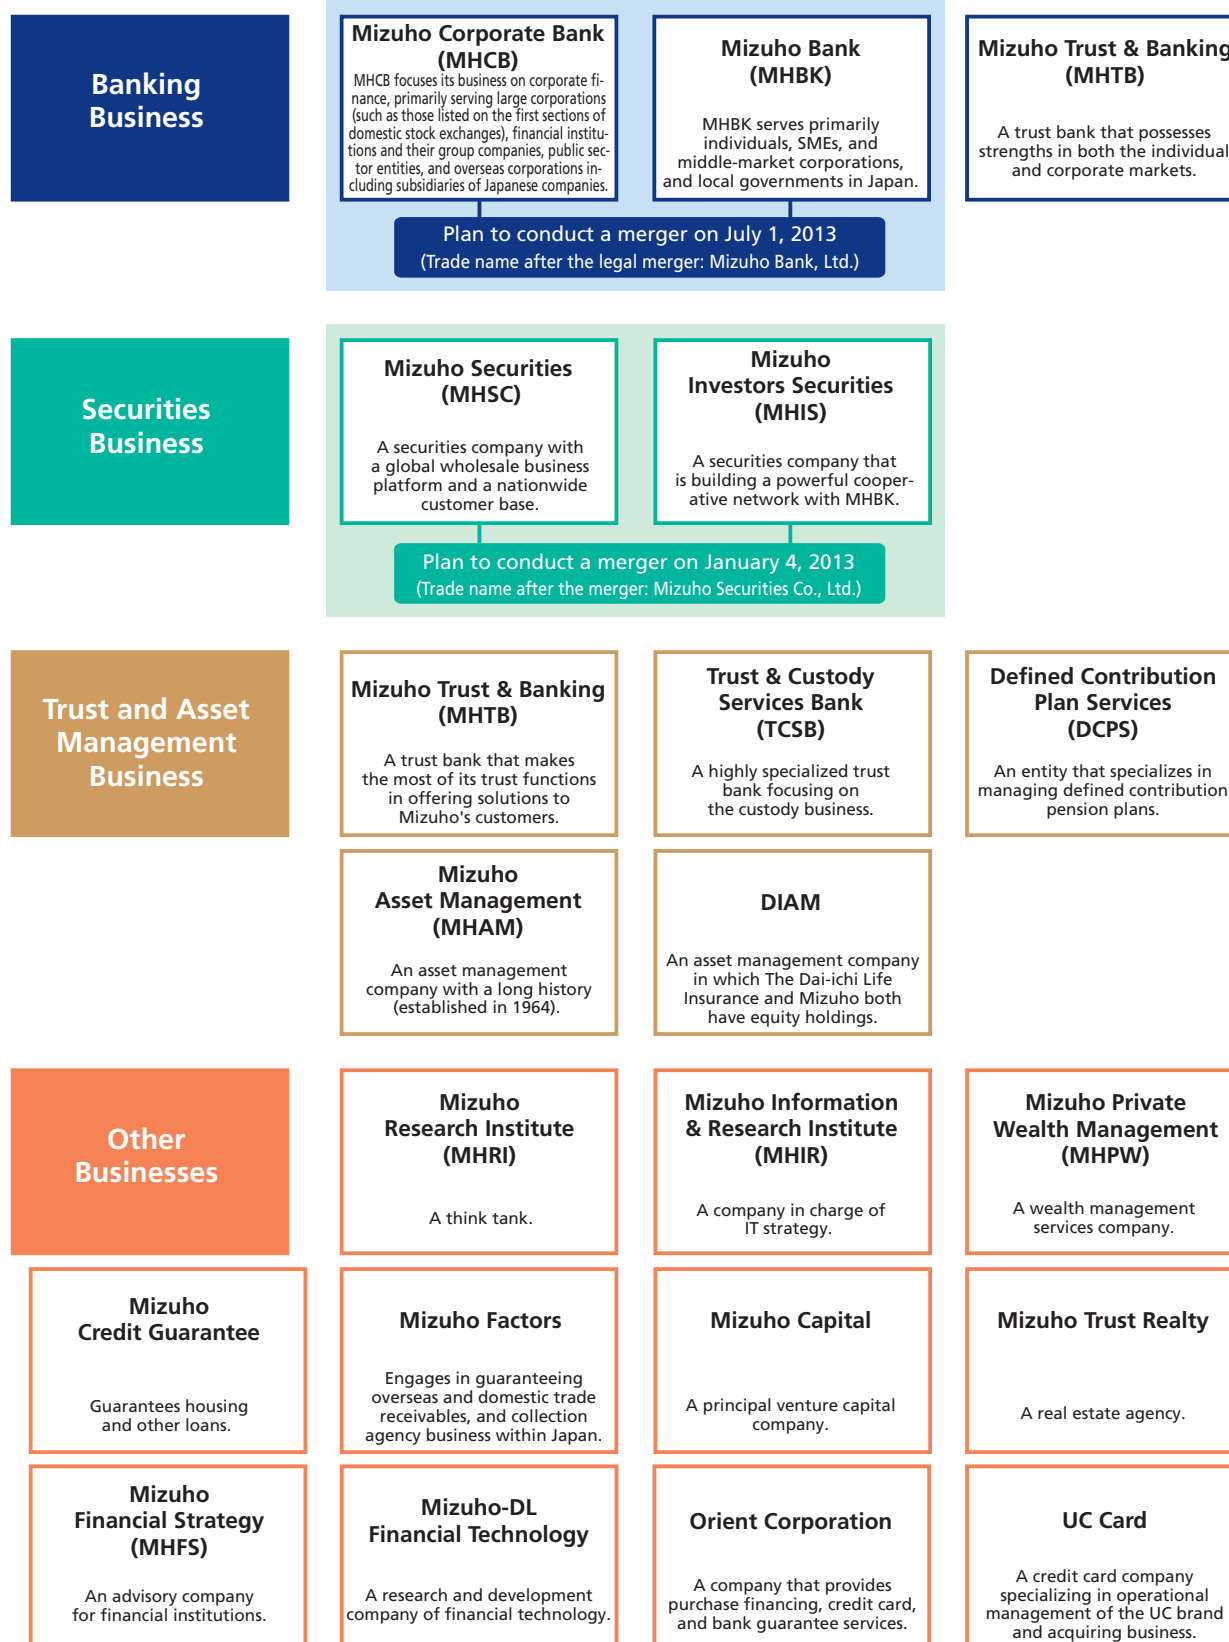 Banking
Business
Mizuho Corporate Bank
(MHCB)
MHCB focuses its business on corporate fi-
nance, primarily serving large corporations
(such as those listed on the first sections of
domestic stock exchanges), financial institu-
tions and their group companies, public sec-
tor entities, and overseas corporations in-
cluding subsidiaries of Japanese companies.
Mizuho Bank
(MHBK)
MHBK serves primarily
individuals, SMEs, and
middle-market corporations,
and local governments in Japan.
Mizuho Trust & Banking
(MHTB)
A trust bank that possesses
strengths in both the individual
and corporate markets.
Plan to conduct a merger on July 1, 2013
(Trade name after the legal merger: Mizuho Bank, Ltd.)
Securities
Business
Mizuho Securities
(MHSC)
A securities company with
a global wholesale business
platform and a nationwide
customer base.
Mizuho
Investors Securities
(MHIS)
A securities company that
is building a powerful cooper-
ative network with MHBK.
Plan to conduct a merger on January 4, 2013
(Trade name after the merger: Mizuho Securities Co., Ltd.)
Trust and Asset
Management
Business
Mizuho Trust & Banking
(MHTB)
A trust bank that makes
the most of its trust functions
in offering solutions to
Mizuho's customers.
Trust & Custody
Services Bank
(TCSB)
A highly specialized trust
bank focusing on
the custody business.
Defined Contribution
Plan Services
(DCPS)
An entity that specializes in
managing defined contribution
pension plans.
Mizuho
Asset Management
(MHAM)
An asset management
company with a long history
(established in 1964).
DIAM
An asset management company
in which The Dai-ichi Life
Insurance and Mizuho both
have equity holdings.
Other
Businesses
Mizuho
Research Institute
(MHRI)
A think tank.
Mizuho Information
& Research Institute
(MHIR)
A company in charge of
IT strategy.
Mizuho Private
Wealth Management
(MHPW)
A wealth management
services company.
Mizuho
Credit Guarantee
Guarantees housing
and other loans.
Mizuho Factors
Engages in guaranteeing
overseas and domestic trade
receivables, and collection
agency business within Japan.
Mizuho Capital
A principal venture capital
company.
Mizuho Trust Realty
A real estate agency.
Mizuho
Financial Strategy
(MHFS)
An advisory company
for financial institutions.
Mizuho-DL
Financial Technology
A research and development
company of financial technology.
Orient Corporation
A company that provides
purchase financing, credit card,
and bank guarantee services.
UC Card
A credit card company
specializing in operational
management of the UC brand
and acquiring business.